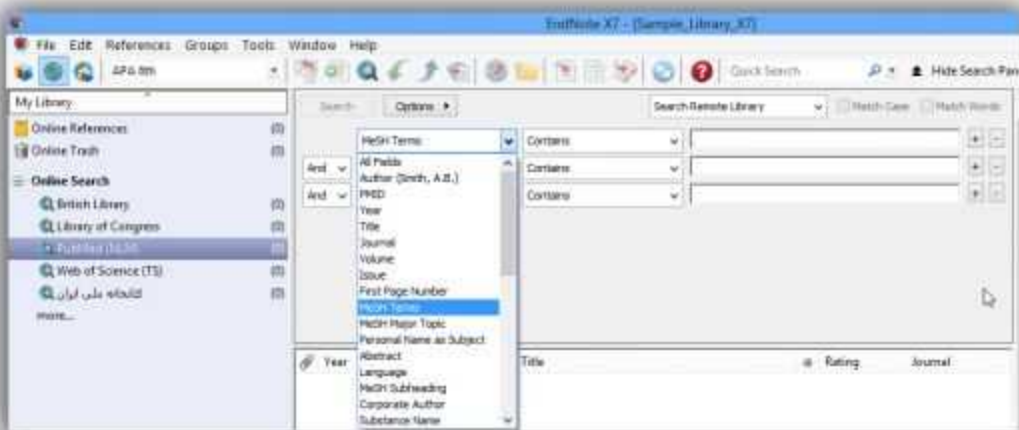 EndNote X7 - [Sample_Library_X7]
File Edit References Groups Tools Window Help
APA 6th Quick Search Hide Search Pan
My Library
Search Options Search Remote Library Match Case Match Words
Online References (0)
Online Trash (0)
Online Search
British Library (0)
Library of Congress (0)
PubMed (NLM) (0)
Web of Science (TS) (0)
کتابخانه ملی ایران (0)
more...
MeSH Terms Contains
And Contains
And Contains
All Fields
Author (Smith, A.B.)
PMID
Year
Title
Journal
Volume
Issue
First Page Number
MeSH Terms
MeSH Major Topic
Personal Name as Subject
Abstract
Language
MeSH Subheading
Corporate Author
Substance Name
Year Title Rating Journal